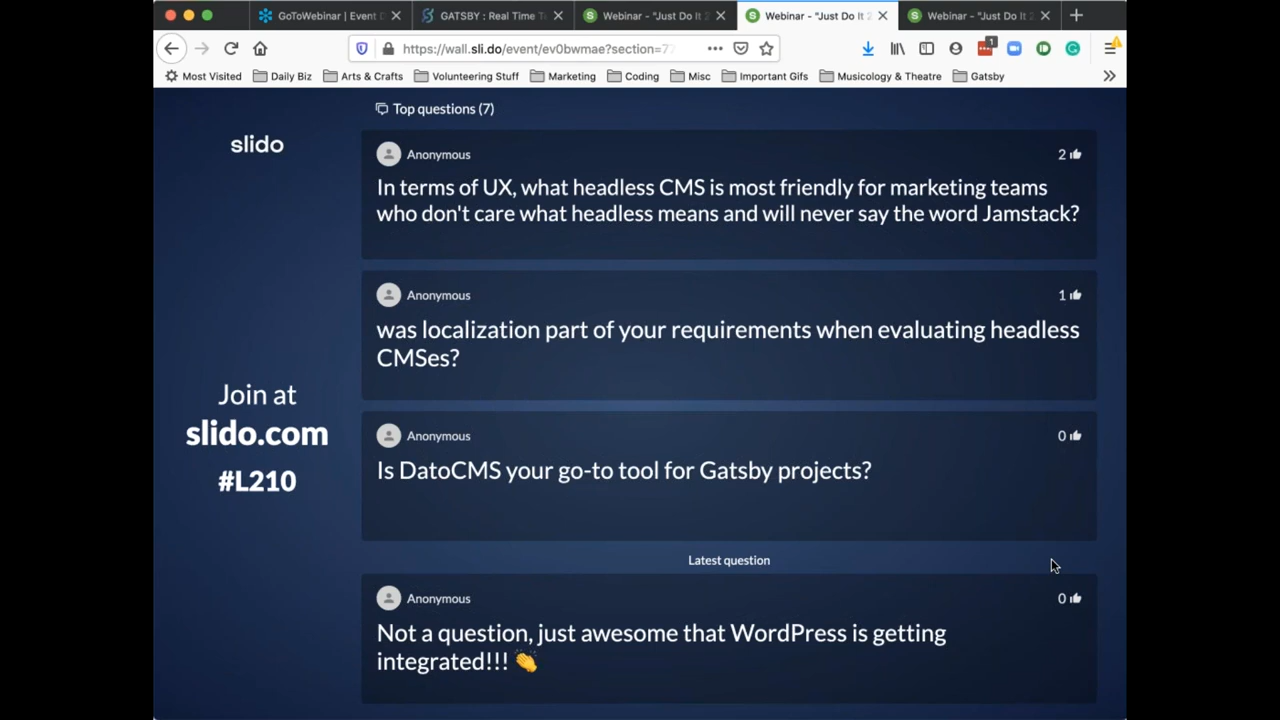 GoToWebinar | Event D
GATSBY : Real Time T
Webinar - "Just Do It 2
Webinar - "Just Do It 2
Webinar - "Just Do It 2
https://wall.sli.do/event/ev0bwmae?section=77
1
Most Visited
Daily Biz
Arts & Crafts
Volunteering Stuff
Marketing
Coding
Misc
Important Gifs
Musicology & Theatre
Gatsby
Top questions (7)
slido
Anonymous
2
In terms of UX, what headless CMS is most friendly for marketing teams
who don't care what headless means and will never say the word Jamstack?
Anonymous
1
was localization part of your requirements when evaluating headless
CMSes?
Join at
slido.com
#L210
Anonymous
0
Is DatoCMS your go-to tool for Gatsby projects?
Latest question
Anonymous
0
Not a question, just awesome that WordPress is getting
integrated!!! 👏